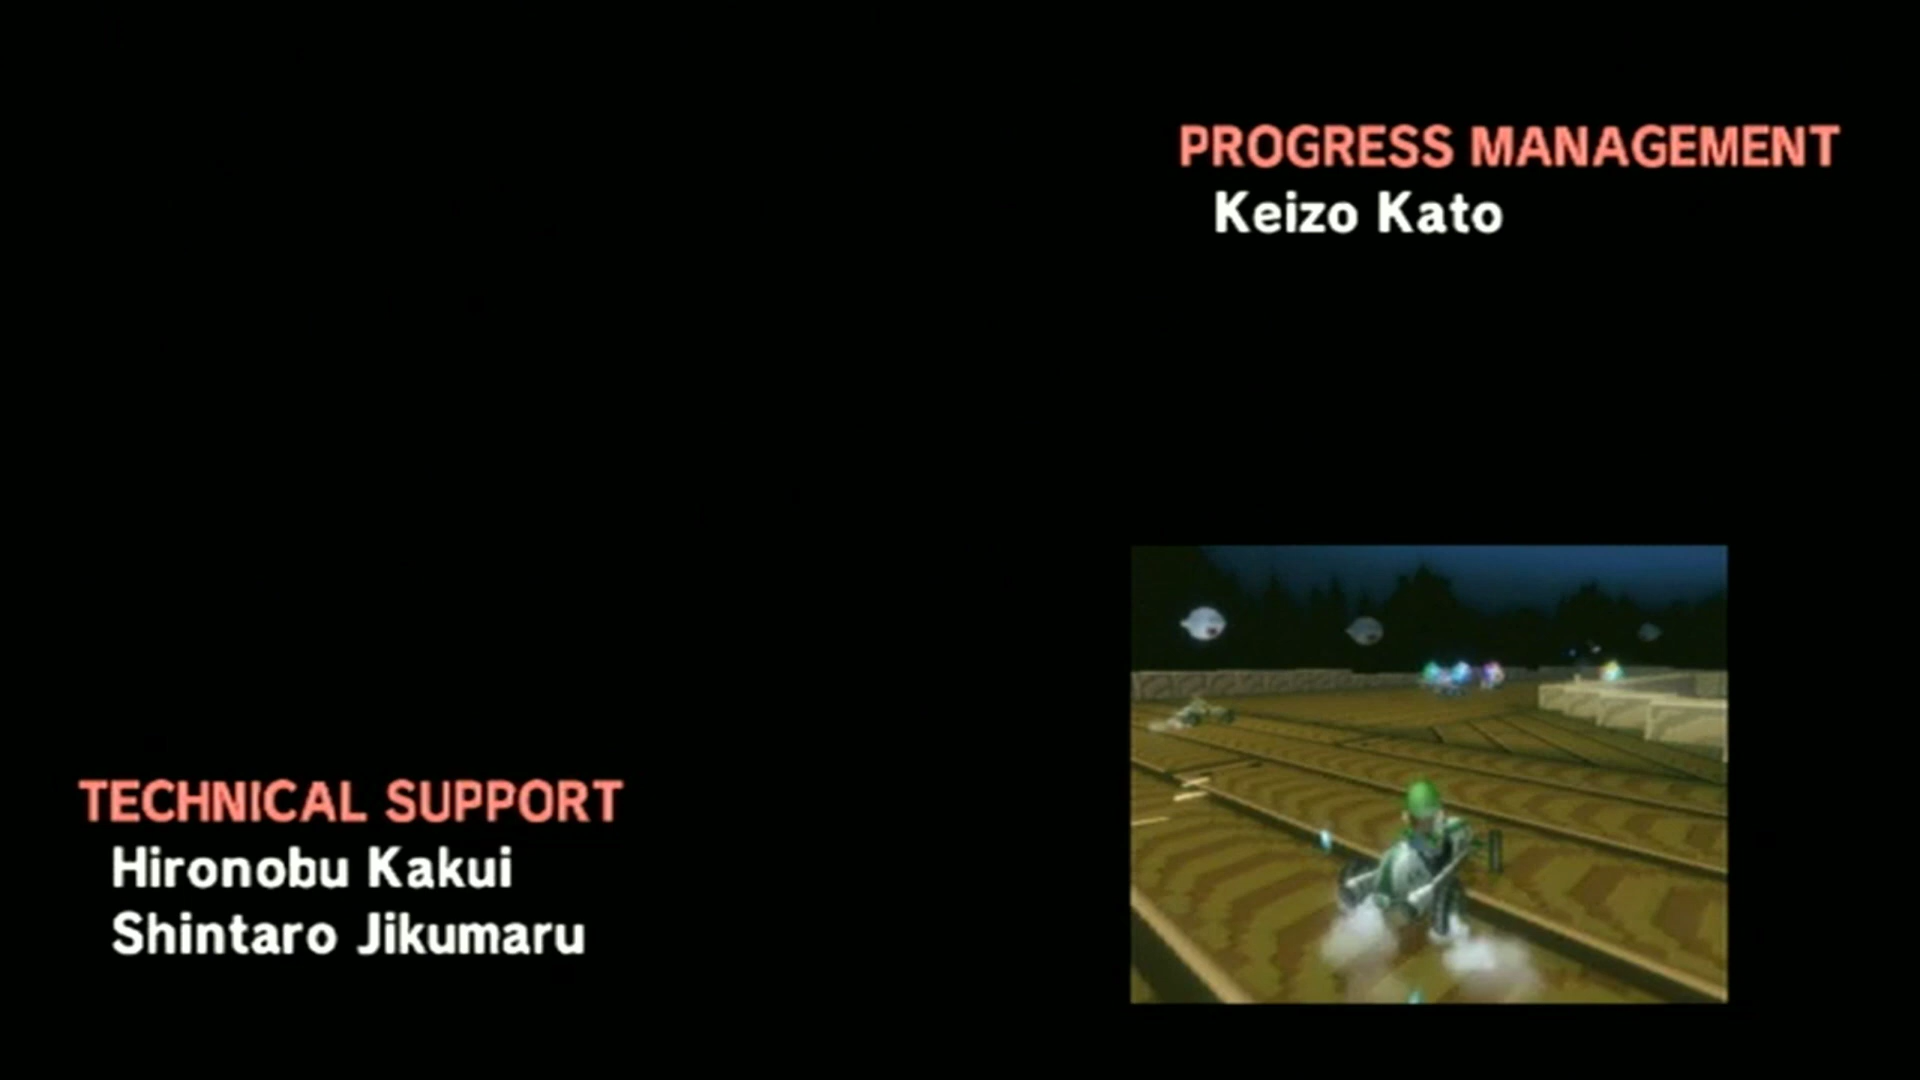 PROGRESS MANAGEMENT
Keizo Kato
TECHNICAL SUPPORT
Hironobu Kakui
Shintaro Jikumaru